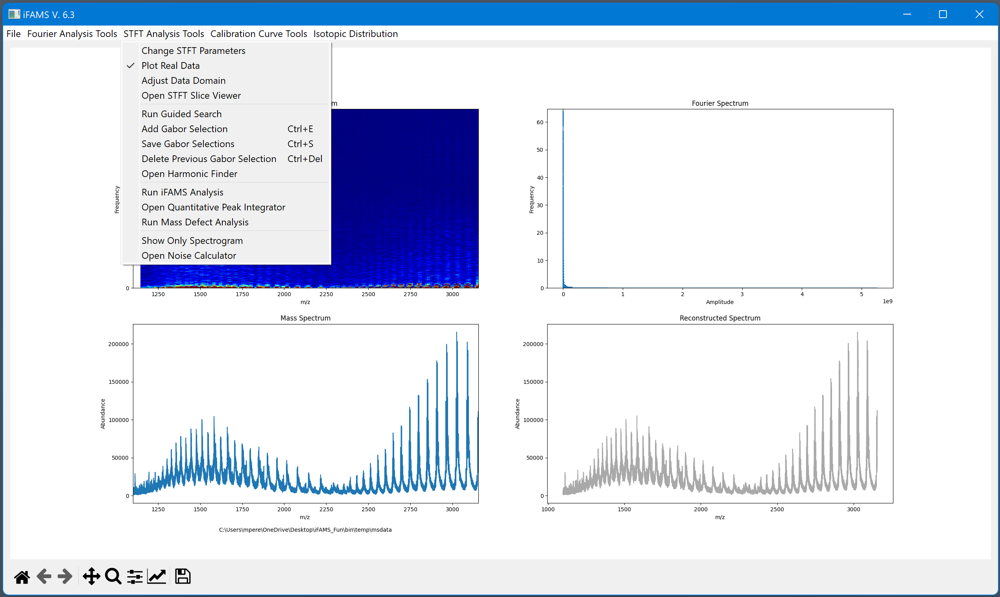 iFAMS V. 6.3
File Fourier Analysis Tools STFT Analysis Tools Calibration Curve Tools Isotopic Distribution
Change STFT Parameters
Plot Real Data
Adjust Data Domain
Open STFT Slice Viewer
Run Guided Search
Add Gabor Selection Ctrl+E
Save Gabor Selections Ctrl+S
Delete Previous Gabor Selection Ctrl+Del
Open Harmonic Finder
Run iFAMS Analysis
Open Quantitative Peak Integrator
Run Mass Defect Analysis
Show Only Spectrogram
Open Noise Calculator
m
Frequency
0
1250 1500 1750 2000 2250 2500 2750 3000
m/z
Fourier Spectrum
Frequency
60
50
40
30
20
10
0
0 1 2 3 4 5
1e9
Amplitude
Mass Spectrum
Abundance
200000
150000
100000
50000
0
1250 1500 1750 2000 2250 2500 2750 3000
m/z
C:\Users\mpere\OneDrive\Desktop\iFAMS_Fun\bin\temp\msdata
Reconstructed Spectrum
Abundance
200000
150000
100000
50000
0
1000 1500 2000 2500 3000
m/z